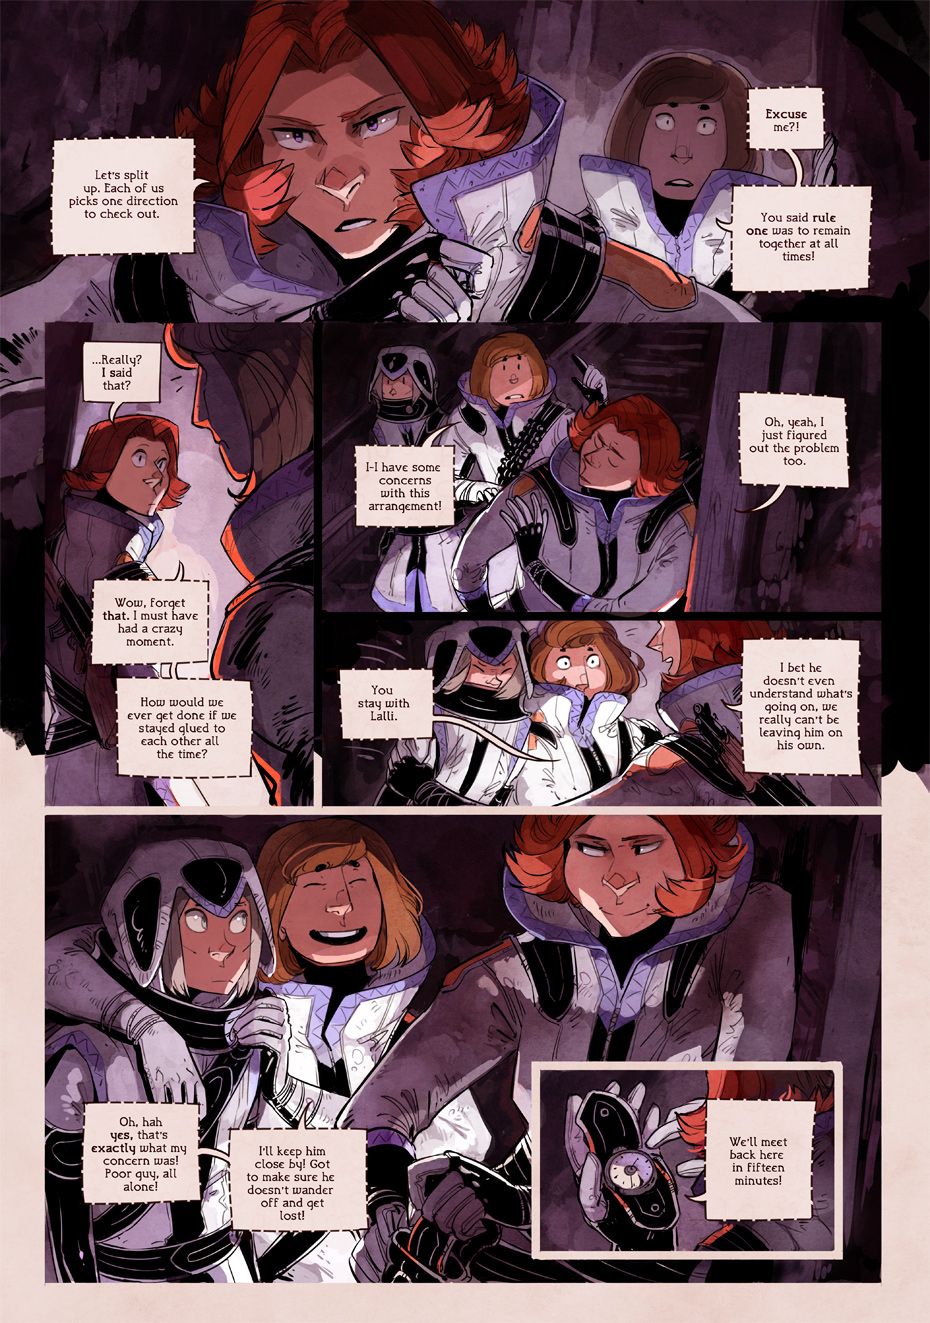 Let's split
up. Each of us
picks one direction
to check out.
Excuse
me?!
You said rule
one was to remain
together at all
times!
...Really?
I said
that?
Wow, forget
that. I must have
had a crazy
moment.
How would we
ever get done if we
stayed glued to
each other all
the time?
I-I have some
concerns
with this
arrangement!
Oh, yeah, I
just figured
out the problem
too.
You
stay with
Lalli.
I bet he
doesn't even
understand what's
going on, we
really can't be
leaving him on
his own.
Oh, hah
yes, that's
exactly what my
concern was!
Poor guy, all
alone!
I'll keep him
close by! Got
to make sure he
doesn't wander
off and get
lost!
We'll meet
back here
in fifteen
minutes!